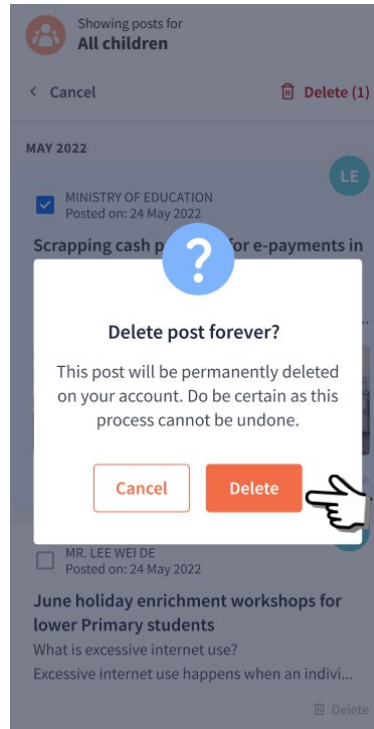 Showing posts for
All children
Cancel
Delete (1)
MAY 2022
LE
MINISTRY OF EDUCATION
Posted on: 24 May 2022
Scrapping cash p for e-payments in
?
Delete post forever?
This post will be permanently deleted
on your account. Do be certain as this
process cannot be undone.
Cancel
Delete
MR. LEE WEI DE
Posted on: 24 May 2022
June holiday enrichment workshops for
lower Primary students
What is excessive internet use?
Excessive internet use happens when an indivi...
Delete